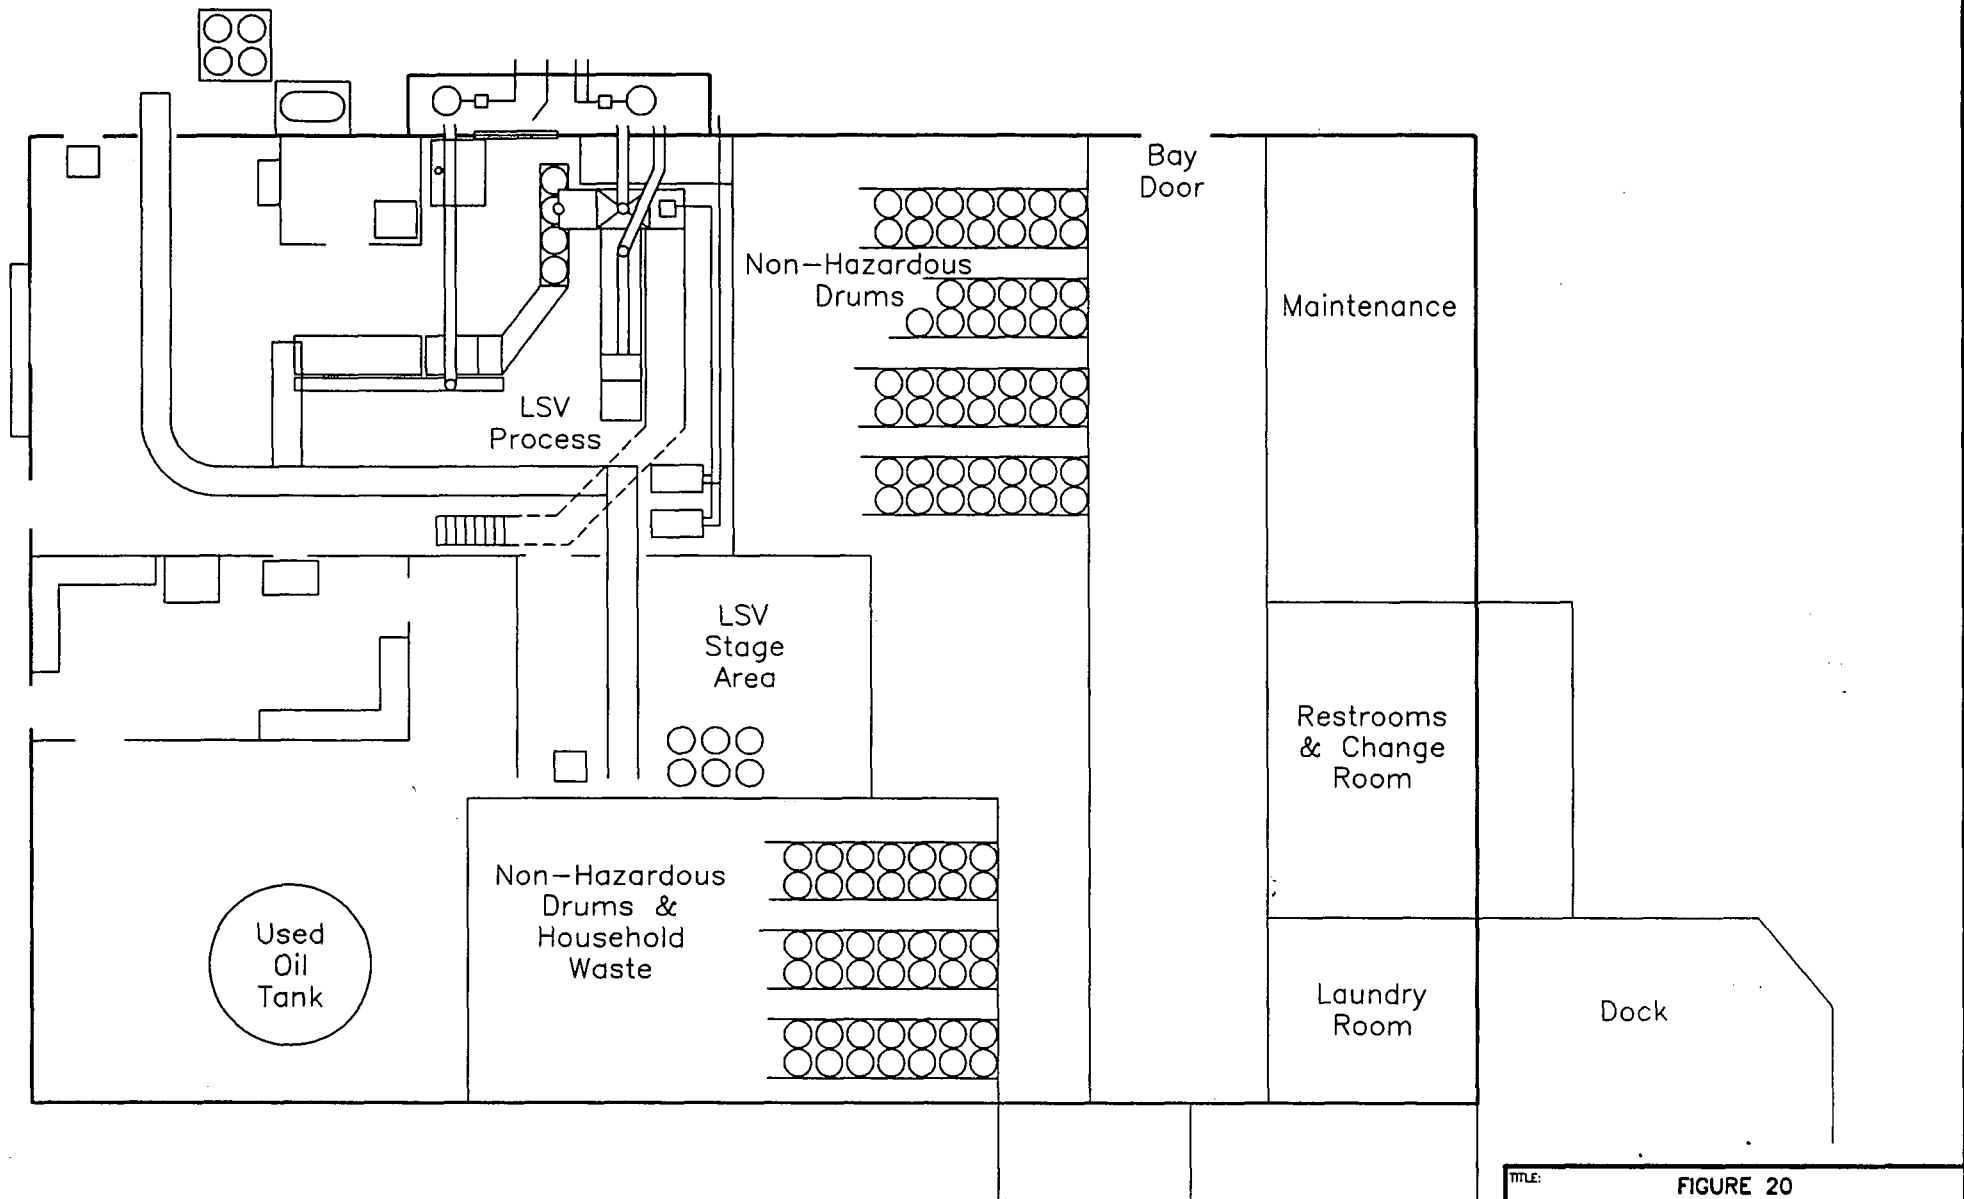 Bay
Door
Non-Hazardous
Drums
Maintenance
LSV
Process
LSV
Stage
Area
Restrooms
& Change
Room
Non-Hazardous
Drums &
Household
Waste
Used
Oil
Tank
Laundry
Room
Dock
TITLE:
FIGURE 20